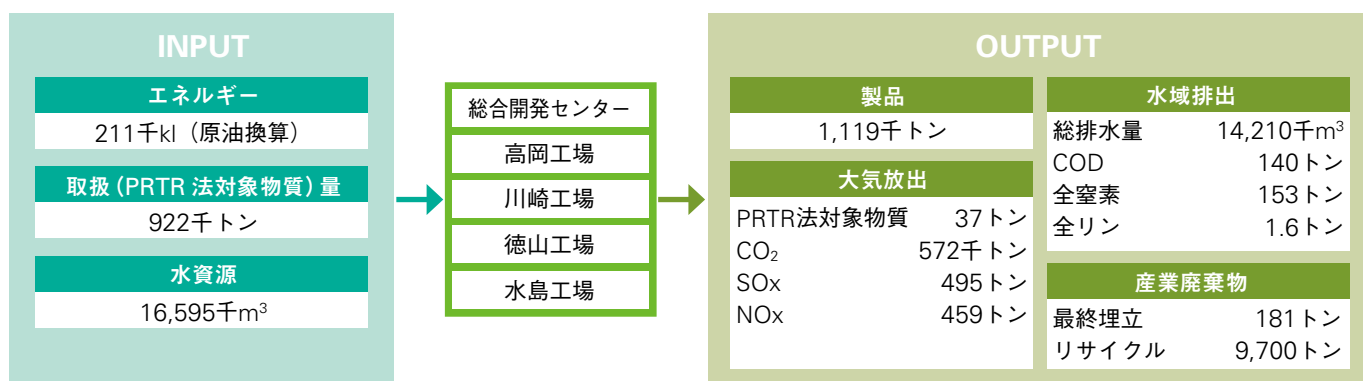 INPUT
エネルギー
211千kl（原油換算）
取扱（PRTR 法対象物質）量
922千トン
水資源
16,595千m³
総合開発センター
高岡工場
川崎工場
徳山工場
水島工場
OUTPUT
製品
1,119千トン
大気放出
PRTR法対象物質 37トン
CO₂ 572千トン
SOx 495トン
NOx 459トン
水域排出
総排水量 14,210千m³
COD 140トン
全窒素 153トン
全リン 1.6トン
産業廃棄物
最終埋立 181トン
リサイクル 9,700トン